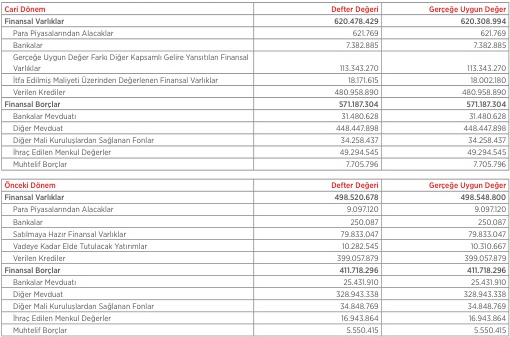 Cari Dönem Defter Değeri Gerçeğe Uygun Değer
Finansal Varlıklar 620.478.429 620.308.994
Para Piyasalarından Alacaklar 621.769 621.769
Bankalar 7.382.885 7.382.885
Gerçeğe Uygun Değer Farkı Diğer Kapsamlı Gelire Yansıtılan Finansal
Varlıklar 113.343.270 113.343.270
İtfa Edilmiş Maliyeti Üzerinden Değerlenen Finansal Varlıklar 18.171.615 18.002.180
Verilen Krediler 480.958.890 480.958.890
Finansal Borçlar 571.187.304 571.187.304
Bankalar Mevduatı 31.480.628 31.480.628
Diğer Mevduat 448.447.898 448.447.898
Diğer Mali Kuruluşlardan Sağlanan Fonlar 34.258.437 34.258.437
İhraç Edilen Menkul Değerler 49.294.545 49.294.545
Muhtelif Borçlar 7.705.796 7.705.796
Önceki Dönem Defter Değeri Gerçeğe Uygun Değer
Finansal Varlıklar 498.520.678 498.548.800
Para Piyasalarından Alacaklar 9.097.120 9.097.120
Bankalar 250.087 250.087
Satılmaya Hazır Finansal Varlıklar 79.833.047 79.833.047
Vadeye Kadar Elde Tutulacak Yatırımlar 10.282.545 10.310.667
Verilen Krediler 399.057.879 399.057.879
Finansal Borçlar 411.718.296 411.718.296
Bankalar Mevduatı 25.431.910 25.431.910
Diğer Mevduat 328.943.338 328.943.338
Diğer Mali Kuruluşlardan Sağlanan Fonlar 34.848.769 34.848.769
İhraç Edilen Menkul Değerler 16.943.864 16.943.864
Muhtelif Borçlar 5.550.415 5.550.415